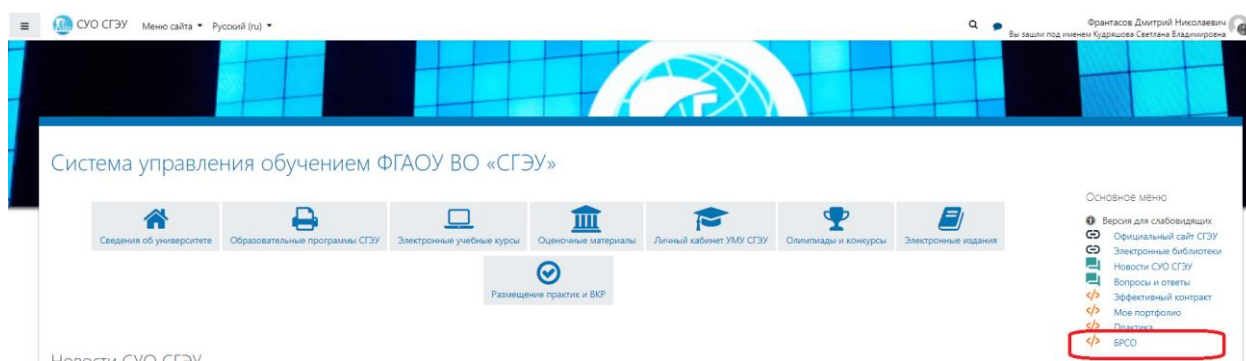 СУО СГЭУ Меню сайта Русский (ru)
Франтасов Дмитрий Николаевич
Вы зашли под именем Кудряшова Светлана Владимировна
Система управления обучением ФГАОУ ВО «СГЭУ»
Сведения об университете
Образовательные программы СГЭУ
Электронные учебные курсы
Оценочные материалы
Личный кабинет УМУ СГЭУ
Олимпиады и конкурсы
Электронные издания
Размещение практик и ВКР
Основное меню
Версия для слабовидящих
Официальный сайт СГЭУ
Электронные библиотеки
Новости СУО СГЭУ
Вопросы и ответы
Эффективный контракт
Мое портфолио
Практика
БРСО
Новости СУО СГЭУ